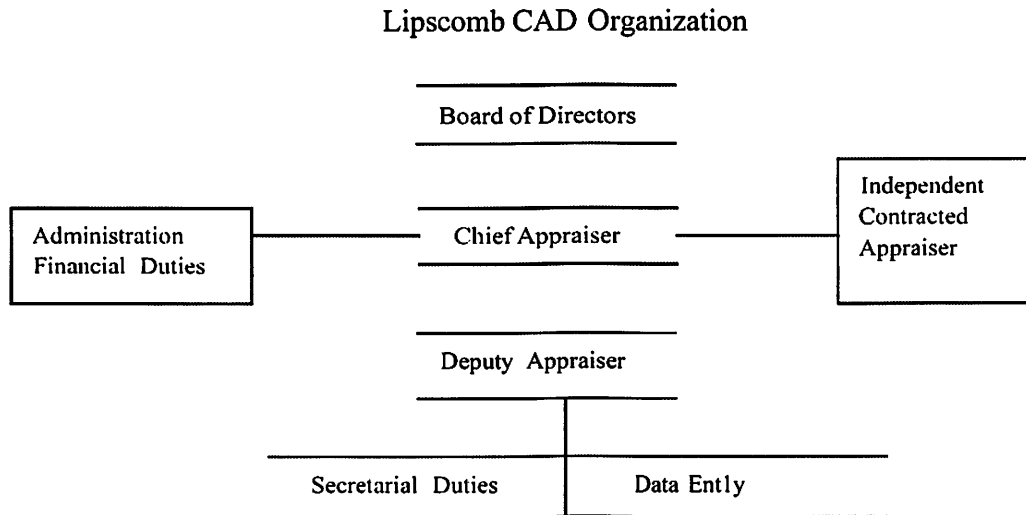 Lipscomb CAD Organization
Board of Directors
Administration
Financial Duties
Chief Appraiser
Independent
Contracted
Appraiser
Deputy Appraiser
Secretarial Duties
Data Ently